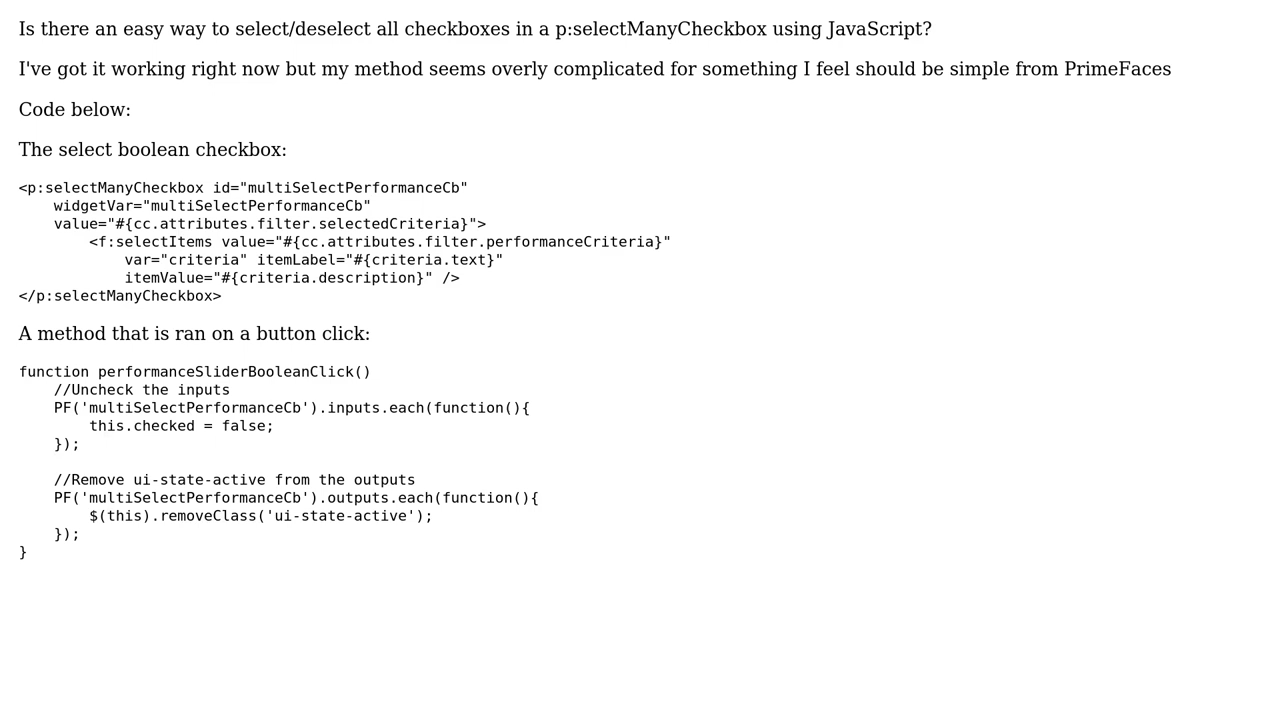 Is there an easy way to select/deselect all checkboxes in a p:selectManyCheckbox using JavaScript?
I've got it working right now but my method seems overly complicated for something I feel should be simple from PrimeFaces
Code below:
The select boolean checkbox:
<p:selectManyCheckbox id="multiSelectPerformanceCb"
    widgetVar="multiSelectPerformanceCb"
    value="#{cc.attributes.filter.selectedCriteria}">
        <f:selectItems value="#{cc.attributes.filter.performanceCriteria}"
            var="criteria" itemLabel="#{criteria.text}"
            itemValue="#{criteria.description}" />
</p:selectManyCheckbox>
A method that is ran on a button click:
function performanceSliderBooleanClick()
    //Uncheck the inputs
    PF('multiSelectPerformanceCb').inputs.each(function(){
        this.checked = false;
    });

    //Remove ui-state-active from the outputs
    PF('multiSelectPerformanceCb').outputs.each(function(){
        $(this).removeClass('ui-state-active');
    });
}